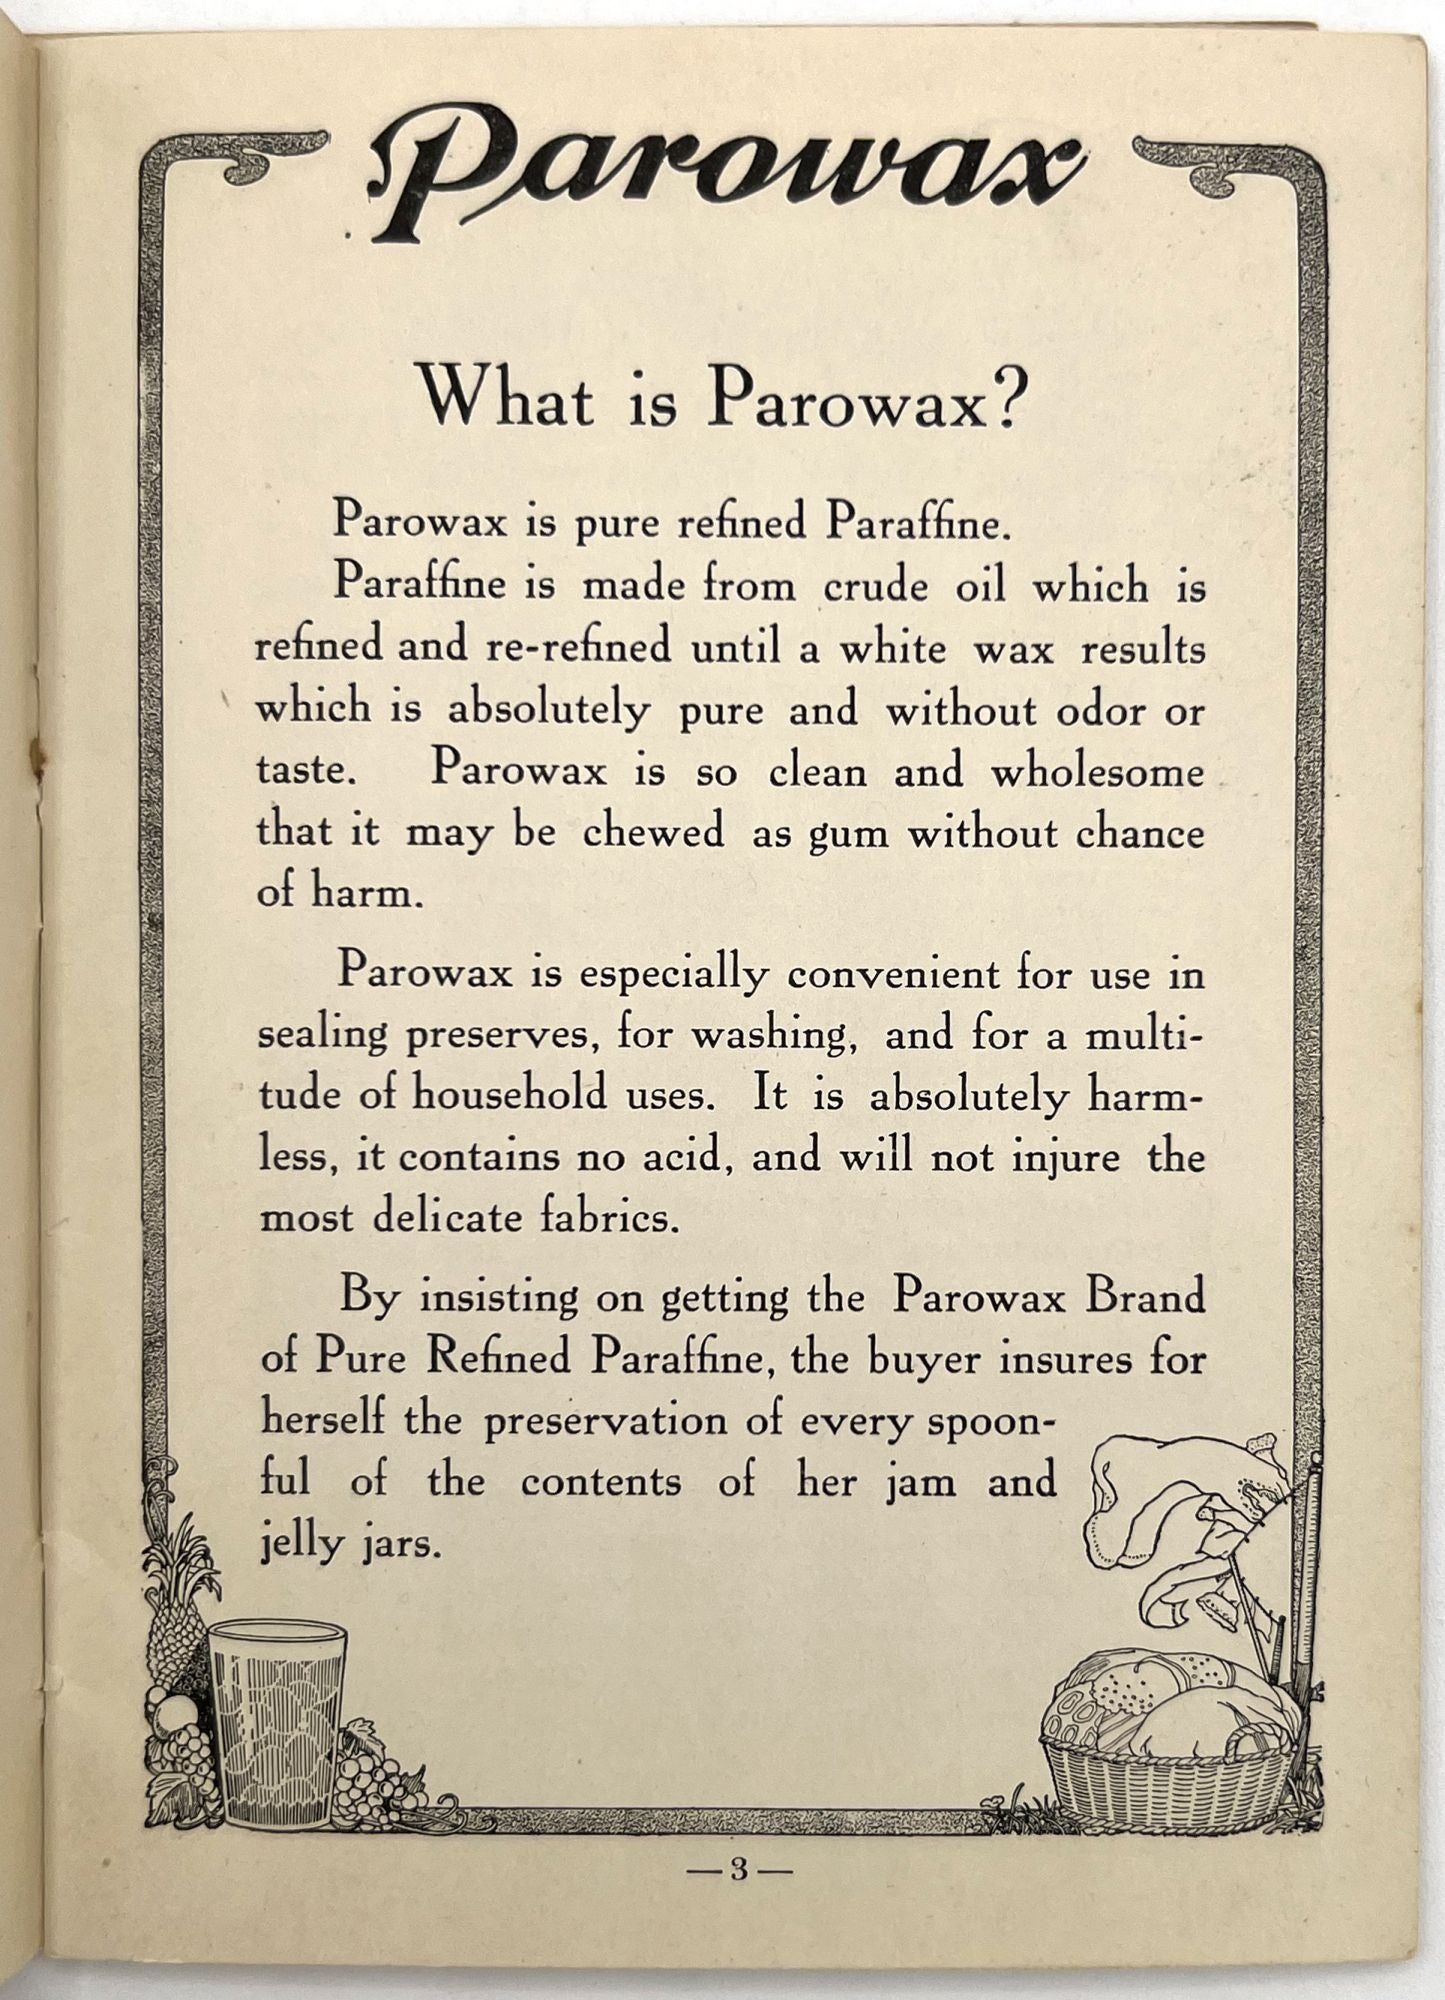 Parowax
What is Parowax?
Parowax is pure refined Paraffine.
Paraffine is made from crude oil which is
refined and re-refined until a white wax results
which is absolutely pure and without odor or
taste. Parowax is so clean and wholesome
that it may be chewed as gum without chance
of harm.
Parowax is especially convenient for use in
sealing preserves, for washing, and for a multi-
tude of household uses. It is absolutely harm-
less, it contains no acid, and will not injure the
most delicate fabrics.
By insisting on getting the Parowax Brand
of Pure Refined Paraffine, the buyer insures for
herself the preservation of every spoon-
ful of the contents of her jam and
jelly jars.
—3—